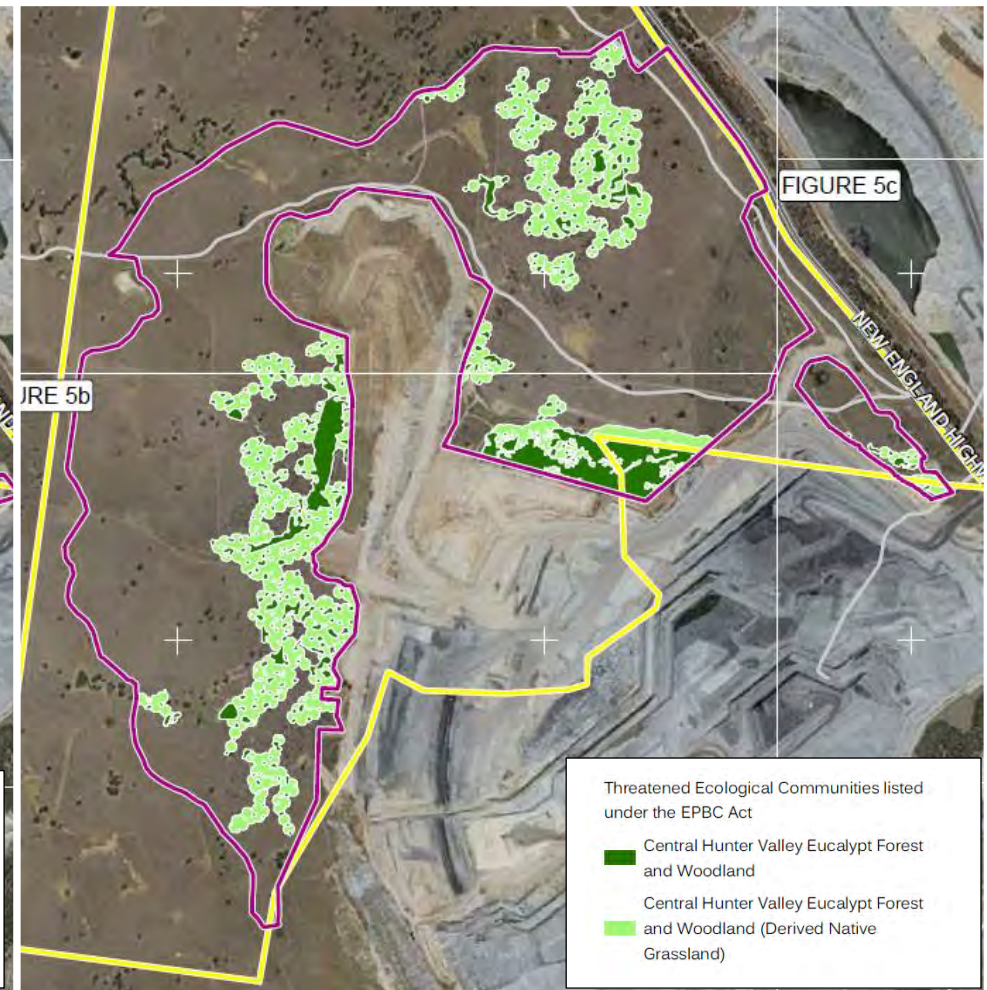 FIGURE 5c
NEW ENGLAND HIGH
URE 5b
Threatened Ecological Communities listed
under the EPBC Act
Central Hunter Valley Eucalypt Forest
and Woodland
Central Hunter Valley Eucalypt Forest
and Woodland (Derived Native
Grassland)